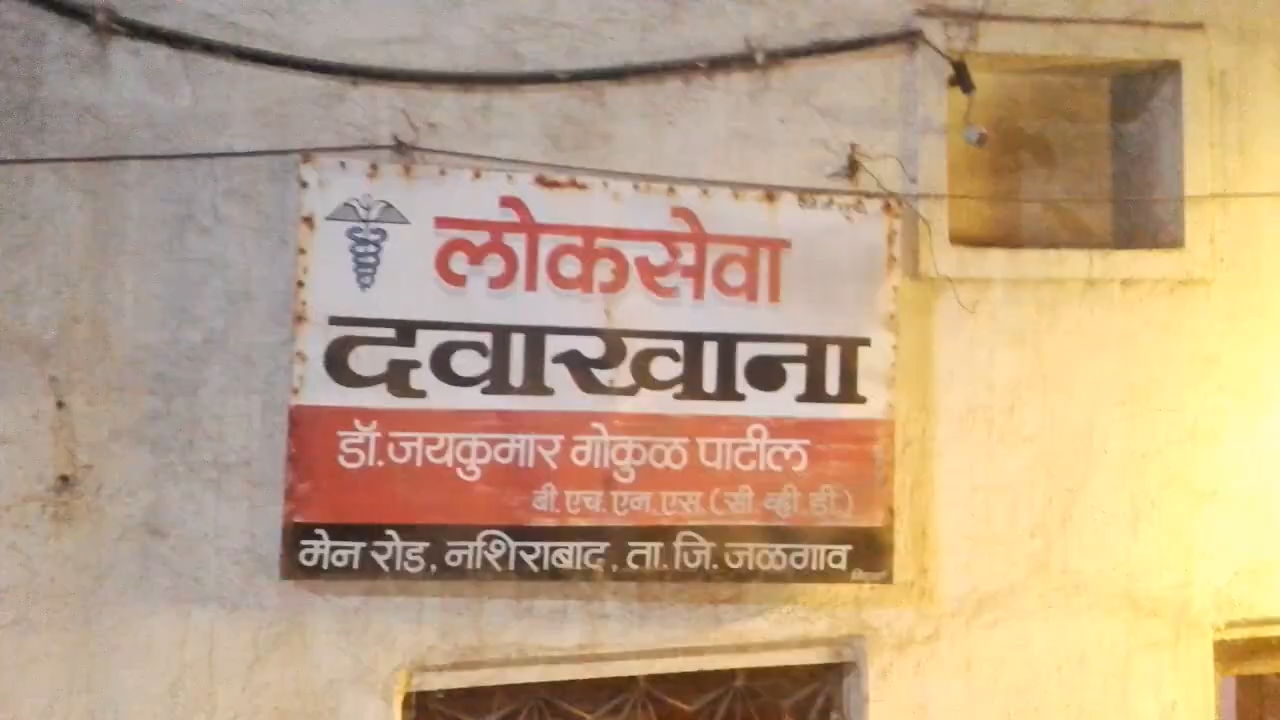 लोकसेवा
दवाखाना
डॉ. जयकुमार गोकुळ पाटील
बी. एच. एन. एस. (सी. व्ही. डी.)
मेन रोड, नशिराबाद, ता. जि. जळगाव